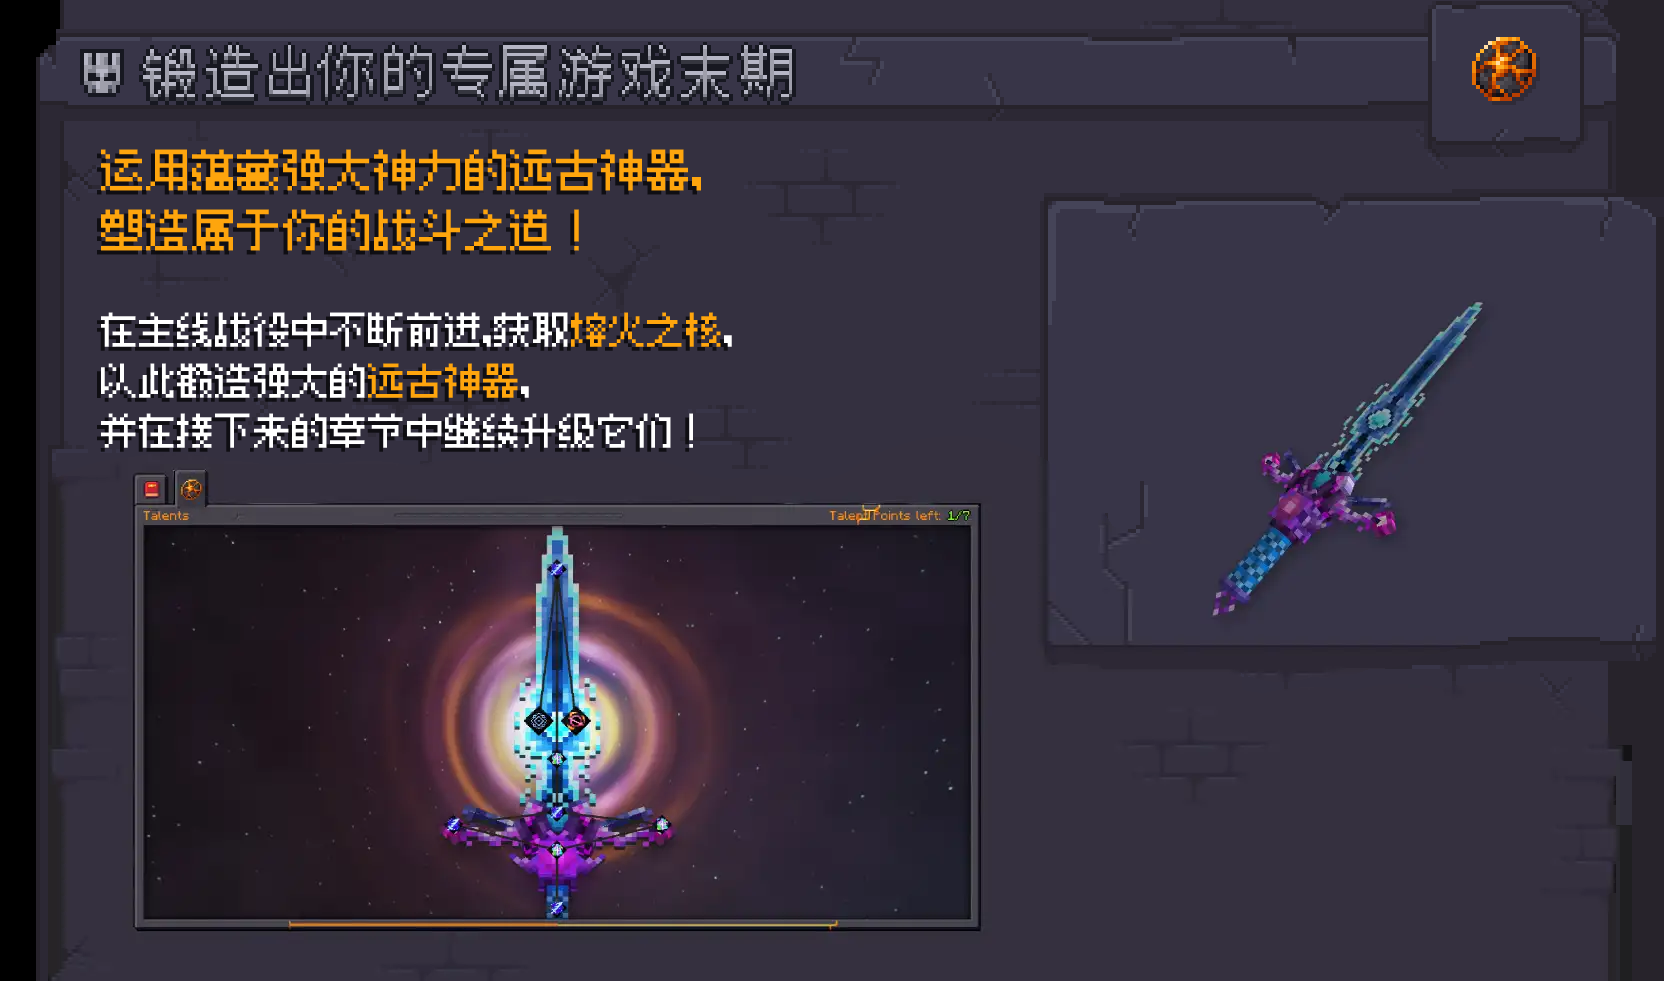 锻造出你的专属游戏末期
运用蕴藏强大神力的远古神器,
塑造属于你的战斗之道！
在主线战役中不断前进,获取熔火之核,
以此锻造强大的远古神器,
并在接下来的章节中继续升级它们！
Talents
Talent Points left: 1/7